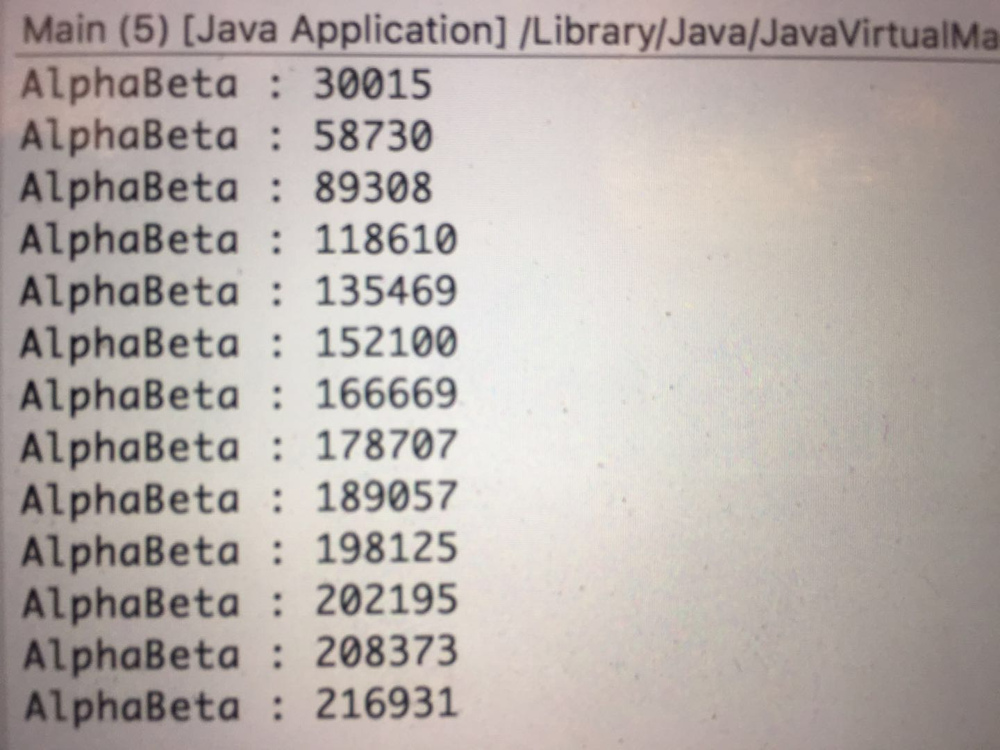 Main (5) [Java Application] /Library/Java/JavaVirtualMa
AlphaBeta : 30015
AlphaBeta : 58730
AlphaBeta : 89308
AlphaBeta : 118610
AlphaBeta : 135469
AlphaBeta : 152100
AlphaBeta : 166669
AlphaBeta : 178707
AlphaBeta : 189057
AlphaBeta : 198125
AlphaBeta : 202195
AlphaBeta : 208373
AlphaBeta : 216931